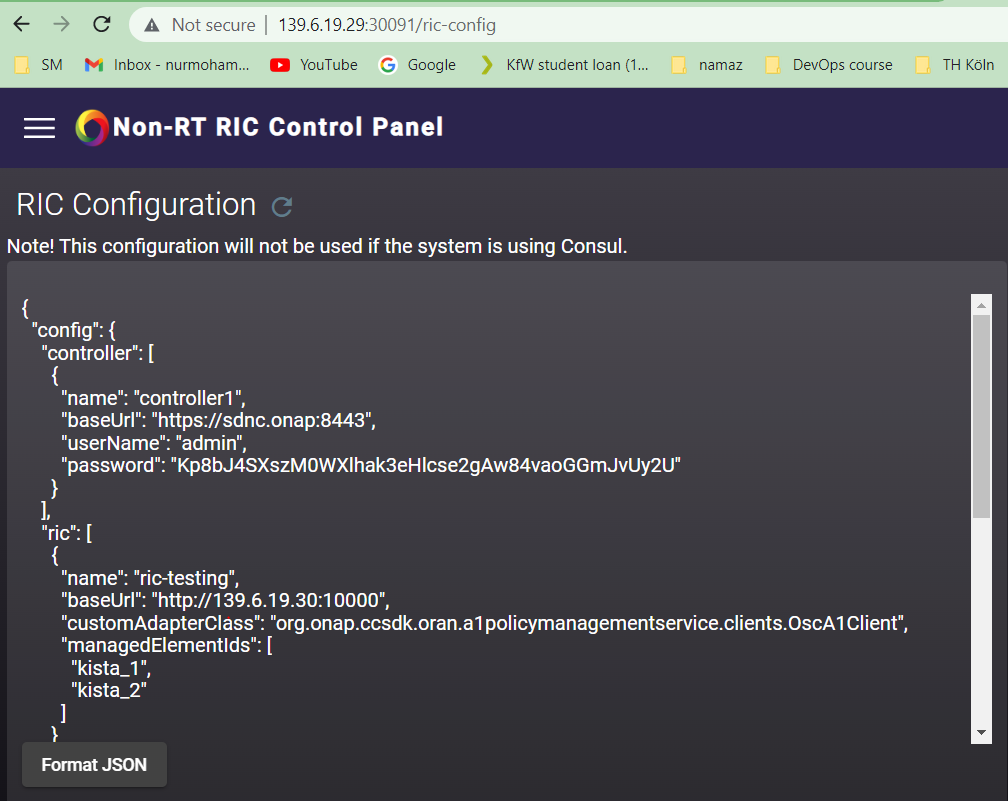 Not secure | 139.6.19.29:30091/ric-config
SM Inbox - nurmoham... YouTube Google KfW student loan (1... namaz DevOps course TH Köln
Non-RT RIC Control Panel
RIC Configuration
Note! This configuration will not be used if the system is using Consul.
{
"config": {
"controller": [
{
"name": "controller1",
"baseUrl": "https://sdnc.onap:8443",
"userName": "admin",
"password": "Kp8bJ4SXszM0WXlhak3eHlcse2gAw84vaoGGmJvUy2U"
}
],
"ric": [
{
"name": "ric-testing",
"baseUrl": "http://139.6.19.30:10000",
"customAdapterClass": "org.onap.ccsdk.oran.a1policymanagementservice.clients.OscA1Client",
"managedElementIds": [
"kista_1",
"kista_2"
]
}
Format JSON